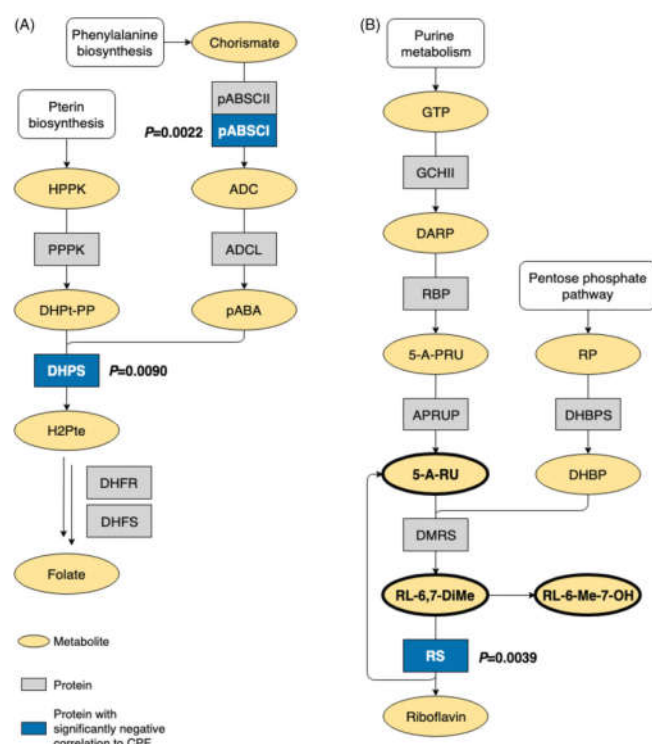 (A)
Phenylalanine
biosynthesis
Chorismate
pABSCII
pABSCI
P=0.0022
Pterin
biosynthesis
HPPK
ADC
PPPK
ADCL
DHPt-PP
pABA
DHPS
P=0.0090
H2Pte
DHFR
DHFS
Folate
Metabolite
Protein
Protein with
significantly negative
correlation to CPE
(B)
Purine
metabolism
GTP
GCHII
DARP
RBP
Pentose phosphate
pathway
5-A-PRU
RP
APRUP
DHBPS
5-A-RU
DHBP
DMRS
RL-6,7-DiMe
RL-6-Me-7-OH
RS
P=0.0039
Riboflavin